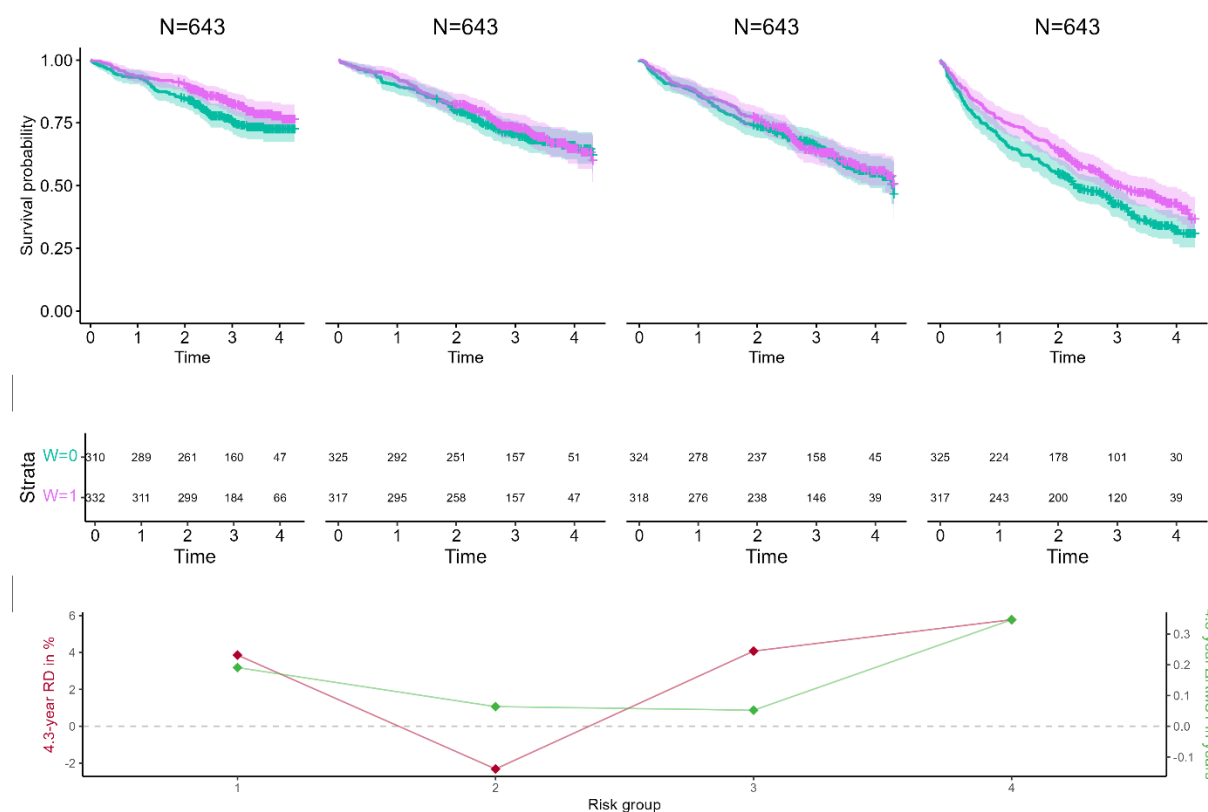 N=643 N=643 N=643 N=643
Survival probability
1.00
0.75
0.50
0.25
0.00
0 1 2 3 4 0 1 2 3 4 0 1 2 3 4 0 1 2 3 4
Time Time Time Time
Strata
W=0 310 289 261 160 47 325 292 251 157 51 324 278 237 158 45 325 224 178 101 30
W=1 332 311 299 184 66 317 295 258 157 47 318 276 238 146 39 317 243 200 120 39
0 1 2 3 4 0 1 2 3 4 0 1 2 3 4 0 1 2 3 4
Time Time Time Time
4.3-year RD in %
6
4
2
0
-2
0.3
0.2
0.1
0.0
-0.1
in years
1 2 3 4
Risk group